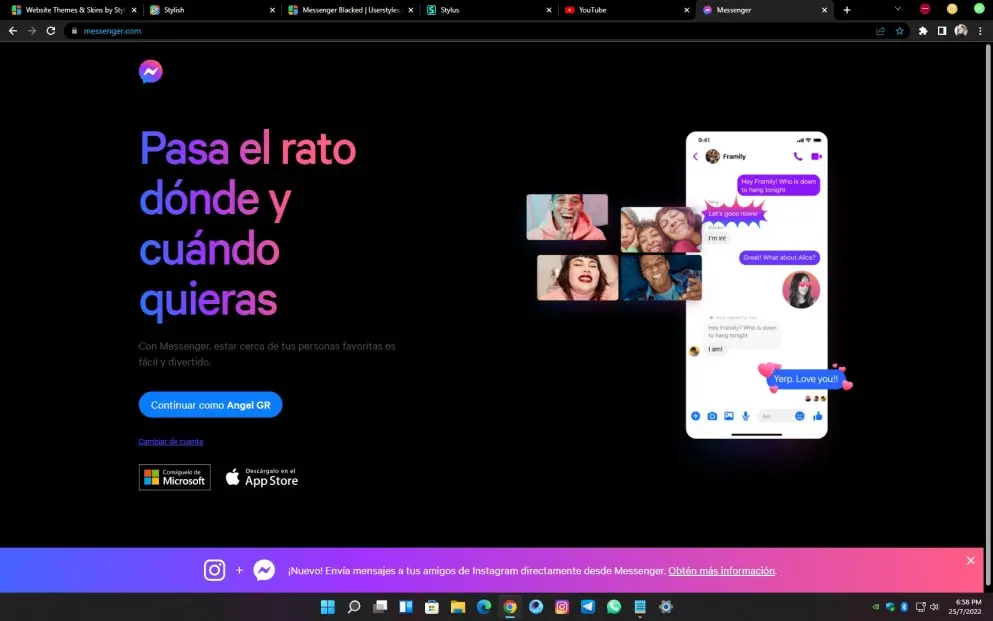 Website Themes & Skins by Styl
Stylish
Messenger Blacked | Userstyles.
Stylus
YouTube
Messenger
messenger.com
Pasa el rato
dónde y
cuándo
quieras
Con Messenger, estar cerca de tus personas favoritas es
fácil y divertido.
Continuar como Angel GR
Cambiar de cuenta
Consíguelo de
Microsoft
Descárgalo en el
App Store
9:41
Framily
Hey Framily! Who is down
to hang tonight
Let's gooo noww
I'm in!
Great! What about Alice?
Hey Framily? Who is down
to hang tonight
I am!
Yerp. Love you!!
Aa
¡Nuevo! Envía mensajes a tus amigos de Instagram directamente desde Messenger. Obtén más información.
6:58 PM
25/7/2022